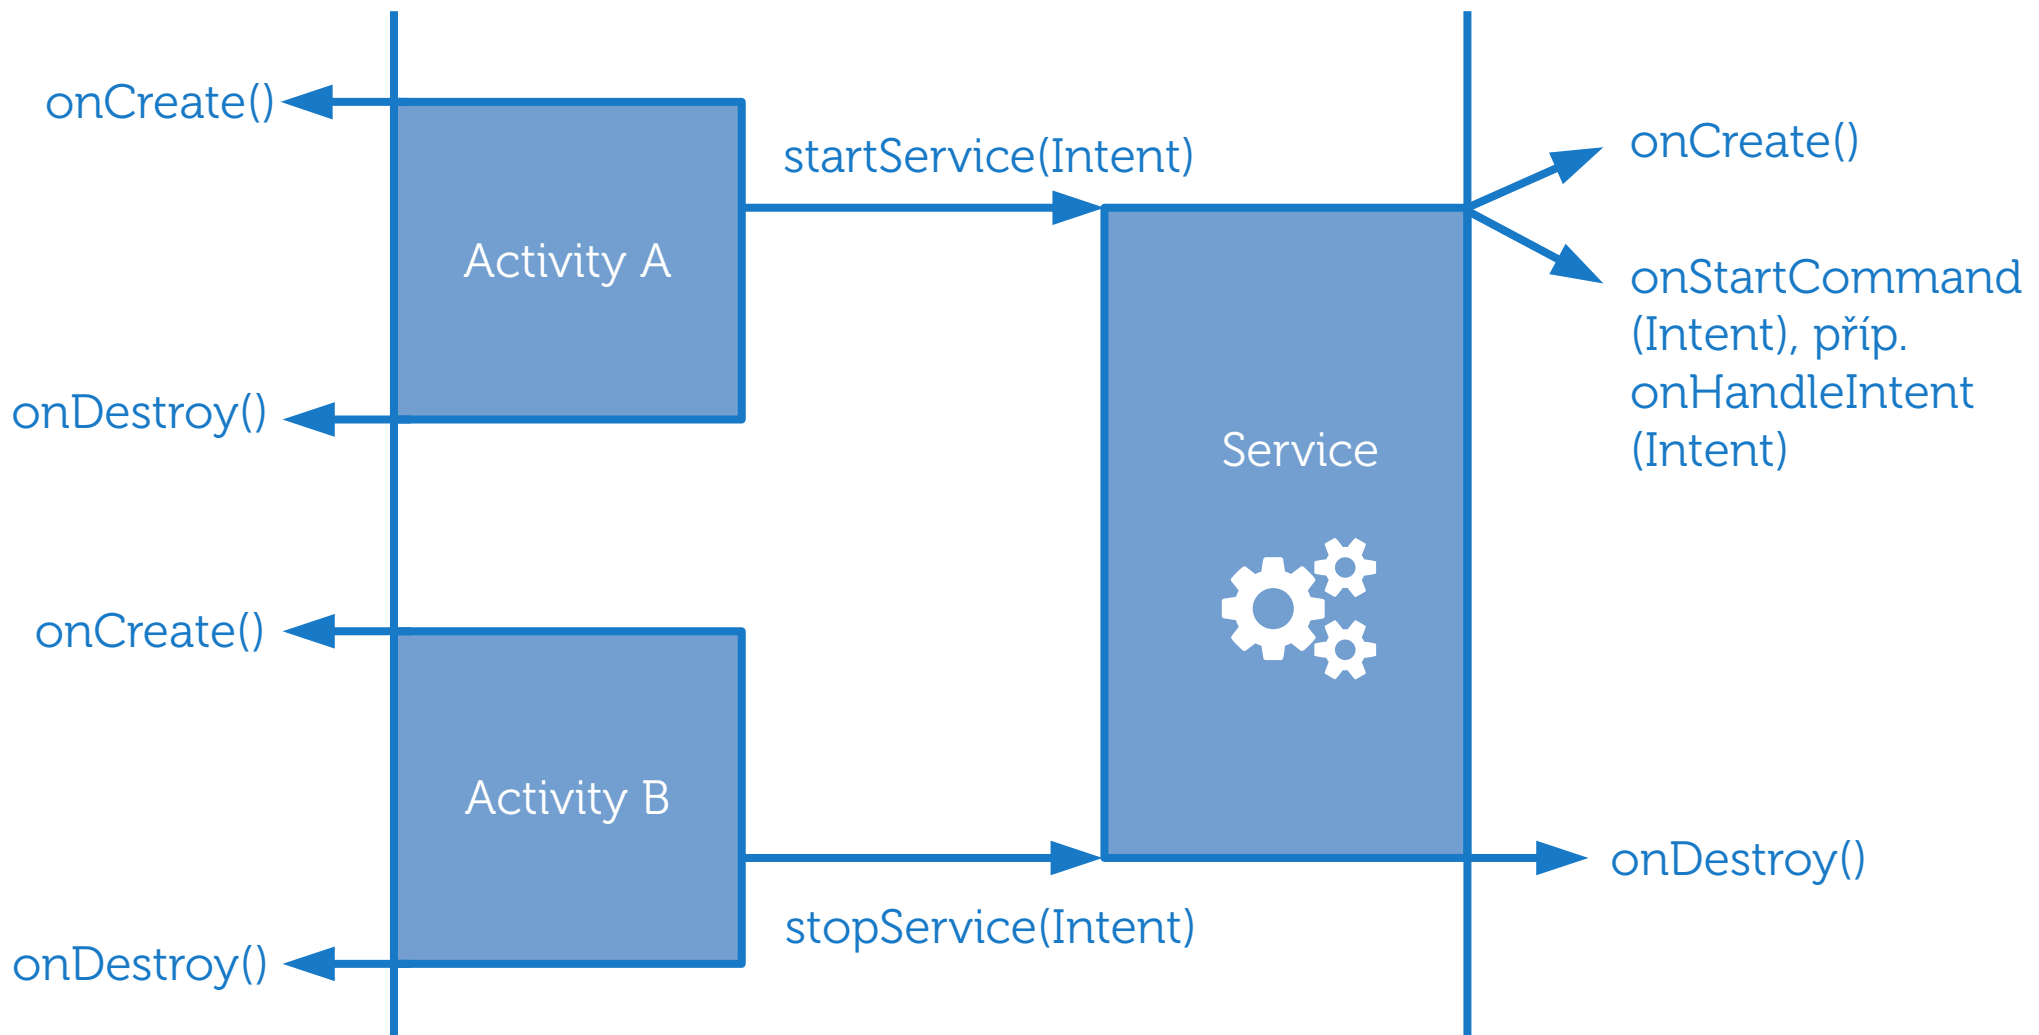 onCreate()
startService(Intent)
onCreate()
Activity A
onStartCommand
(Intent), příp.
onHandleIntent
(Intent)
onDestroy()
Service
onCreate()
Activity B
onDestroy()
stopService(Intent)
onDestroy()